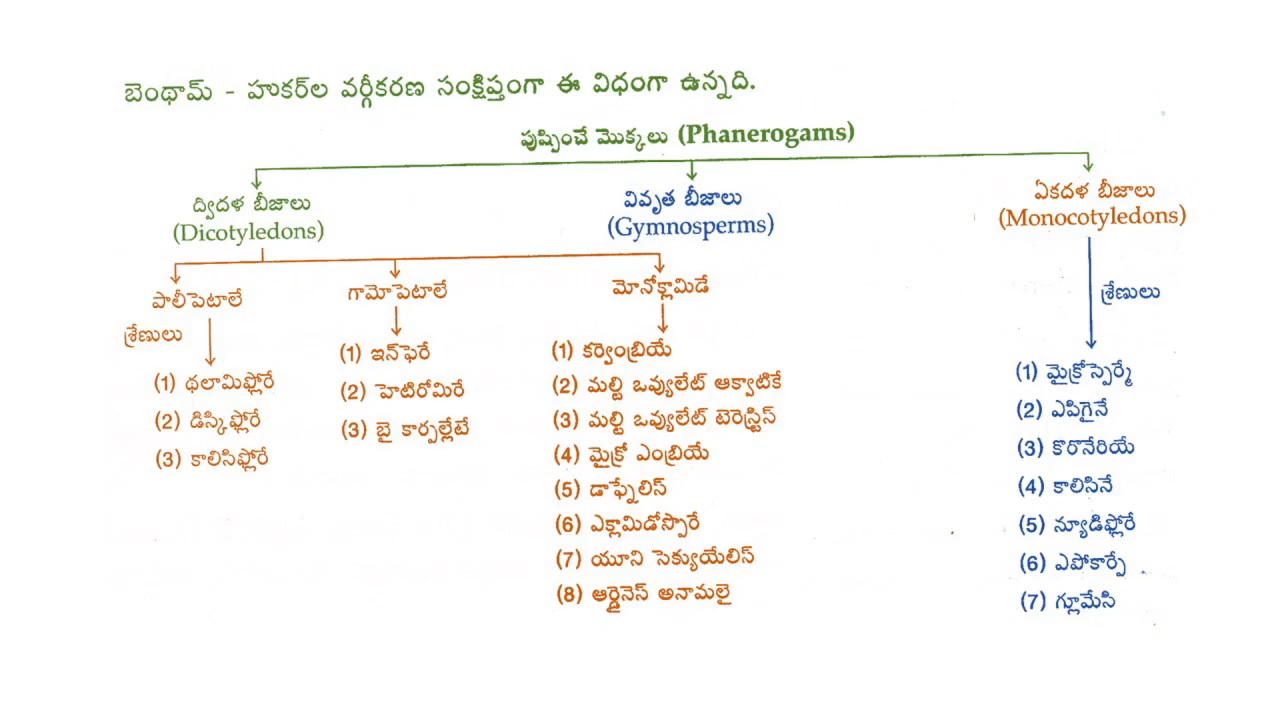 బెంథామ్ - హుకర్‌ల వర్గీకరణ సంక్షిప్తంగా ఈ విధంగా ఉన్నది.
పుష్పించే మొక్కలు (Phanerogams)
ద్విదళ బీజాలు
(Dicotyledons)
వివృత బీజాలు
(Gymnosperms)
ఏకదళ బీజాలు
(Monocotyledons)
పాలీపెటాలే
శ్రేణులు
(1) థలామిఫ్లోరే
(2) డిస్కిఫ్లోరే
(3) కాలిసిఫ్లోరే
గామోపెటాలే
(1) ఇన్‌ఫెరే
(2) హెటిరోమిరే
(3) బై కార్పల్లేటే
మోనోక్లామిడే
(1) కర్వెంబ్రియే
(2) మల్టి ఒవ్యులేట్ ఆక్వాటికే
(3) మల్టి ఒవ్యులేట్ టెరెస్ట్రిస్
(4) మైక్రో ఎంబ్రియే
(5) డాఫ్నేలిస్
(6) ఎక్లామిడోస్పొరే
(7) యూని సెక్యుయేలిస్
(8) ఆర్డైనెస్ అనామలై
శ్రేణులు
(1) మైక్రోస్పెర్మే
(2) ఎపిగైనే
(3) కొరొనేరియే
(4) కాలిసినే
(5) న్యూడిఫ్లోరే
(6) ఎపోకార్పే
(7) గ్లూమేసి